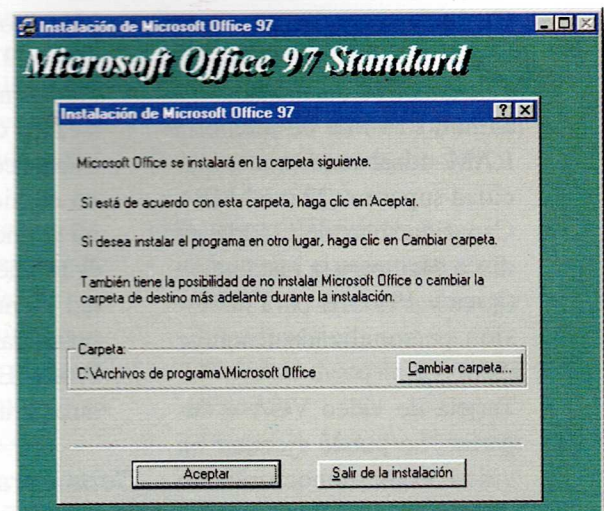 Instalación de Microsoft Office 97
Microsoft Office 97 Standard
Instalación de Microsoft Office 97
Microsoft Office se instalará en la carpeta siguiente.
Si está de acuerdo con esta carpeta, haga clic en Aceptar.
Si desea instalar el programa en otro lugar, haga clic en Cambiar carpeta.
También tiene la posibilidad de no instalar Microsoft Office o cambiar la
carpeta de destino más adelante durante la instalación.
Carpeta:
C:\Archivos de programa\Microsoft Office
Cambiar carpeta...
Aceptar
Salir de la instalación